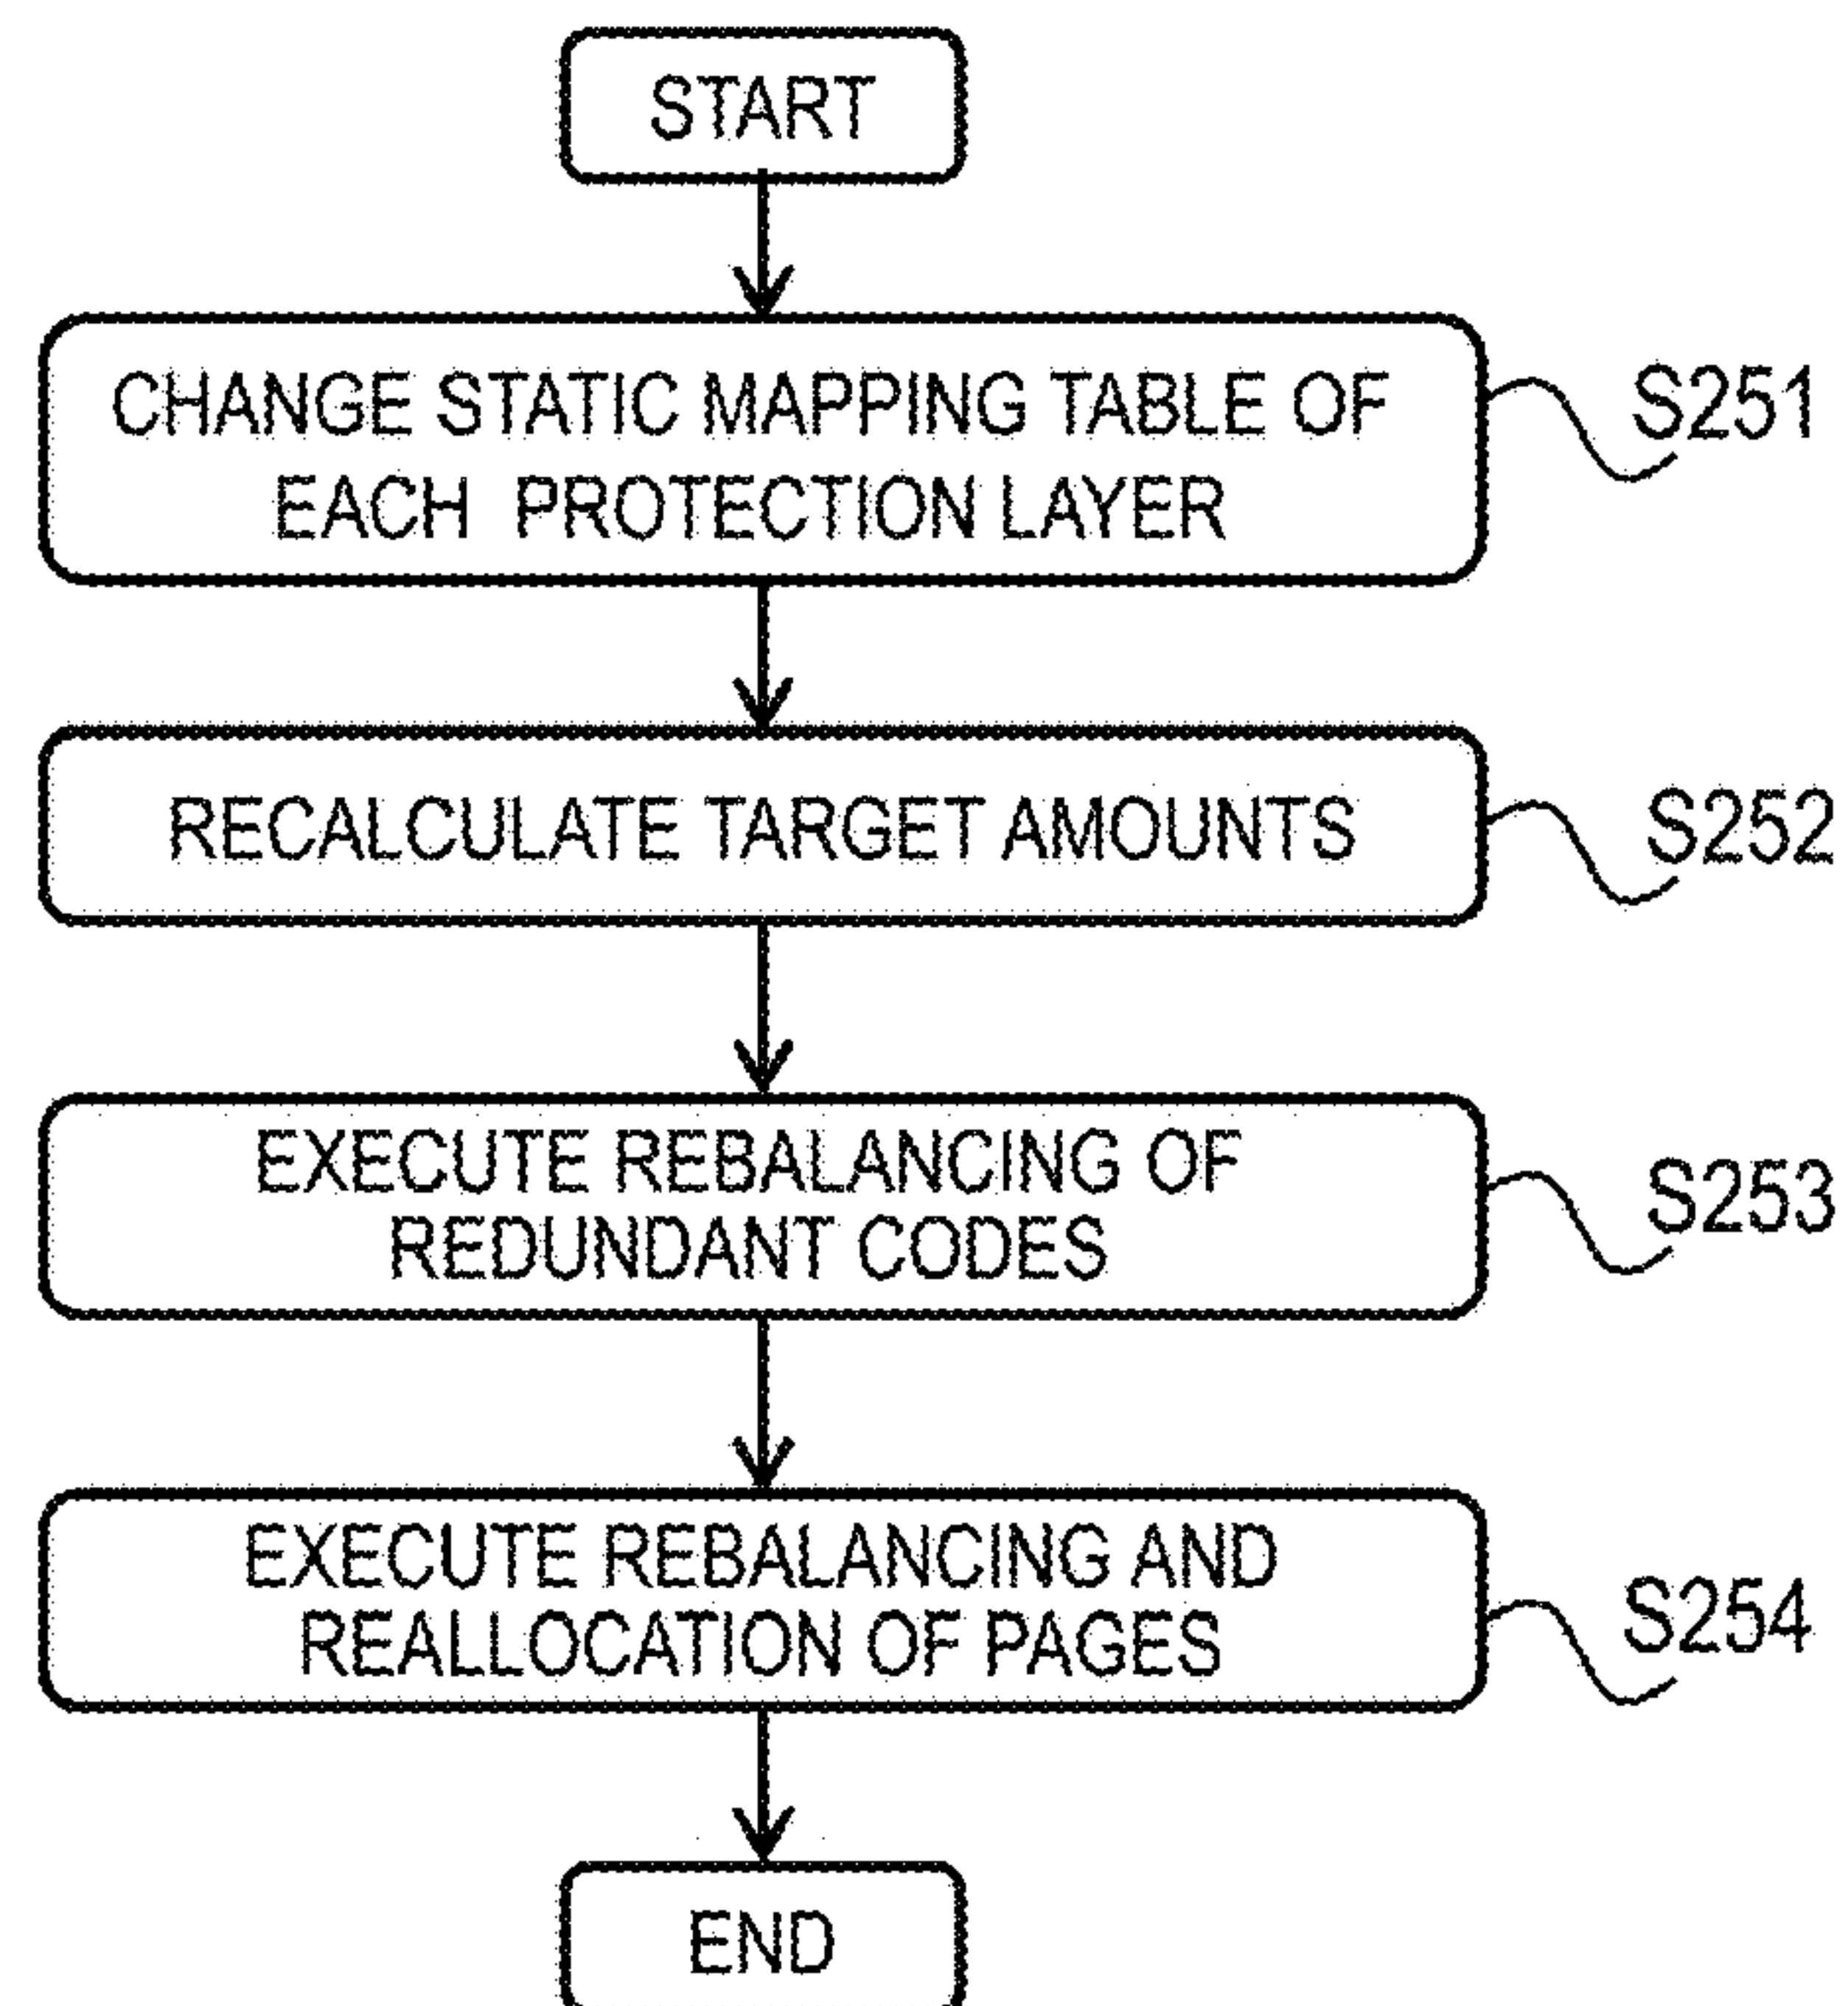 START
CHANGE STATIC MAPPING TABLE OF
EACH PROTECTION LAYER
S251
RECALCULATE TARGET AMOUNTS
S252
EXECUTE REBALANCING OF
REDUNDANT CODES
S253
EXECUTE REBALANCING AND
REALLOCATION OF PAGES
S254
END